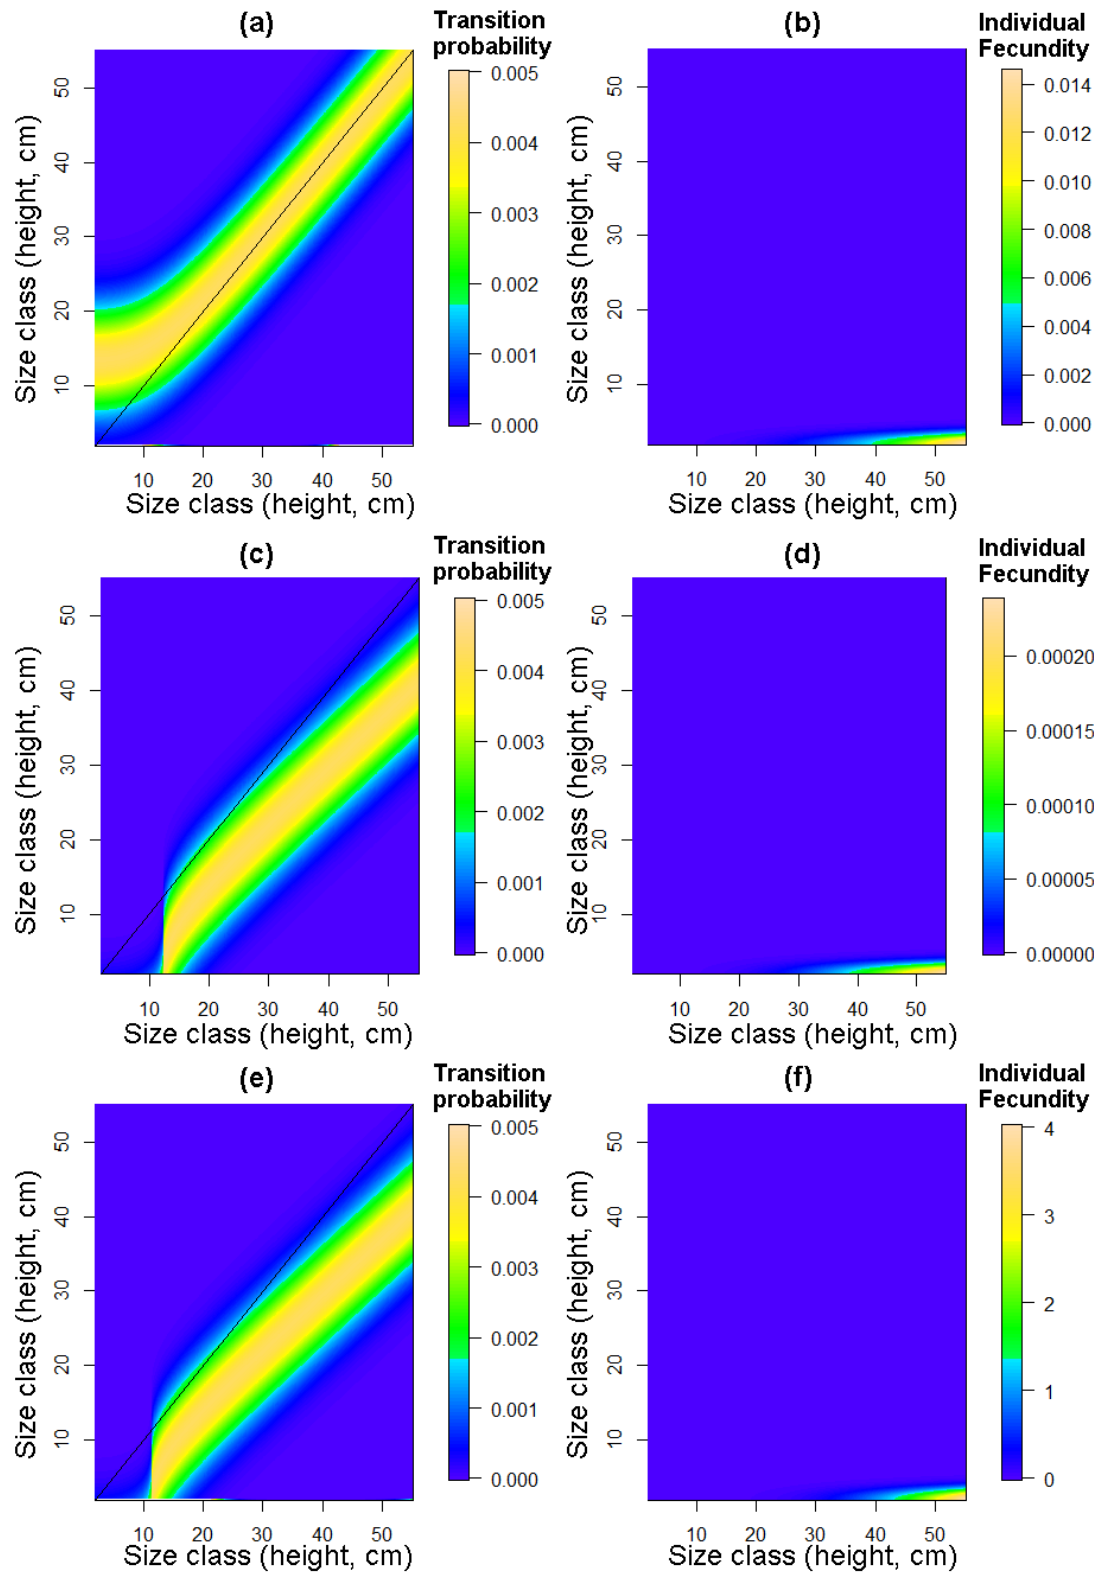 (a)
Transition
probability
0.005
0.004
0.003
0.002
0.001
0.000
Size class (height, cm)
50
40
30
20
10
10 20 30 40 50
Size class (height, cm)
(b)
Individual
Fecundity
0.014
0.012
0.010
0.008
0.006
0.004
0.002
0.000
Size class (height, cm)
50
40
30
20
10
10 20 30 40 50
Size class (height, cm)
(c)
Transition
probability
0.005
0.004
0.003
0.002
0.001
0.000
Size class (height, cm)
50
40
30
20
10
10 20 30 40 50
Size class (height, cm)
(d)
Individual
Fecundity
0.00020
0.00015
0.00010
0.00005
0.00000
Size class (height, cm)
50
40
30
20
10
10 20 30 40 50
Size class (height, cm)
(e)
Transition
probability
0.005
0.004
0.003
0.002
0.001
0.000
Size class (height, cm)
50
40
30
20
10
10 20 30 40 50
Size class (height, cm)
(f)
Individual
Fecundity
4
3
2
1
0
Size class (height, cm)
50
40
30
20
10
10 20 30 40 50
Size class (height, cm)